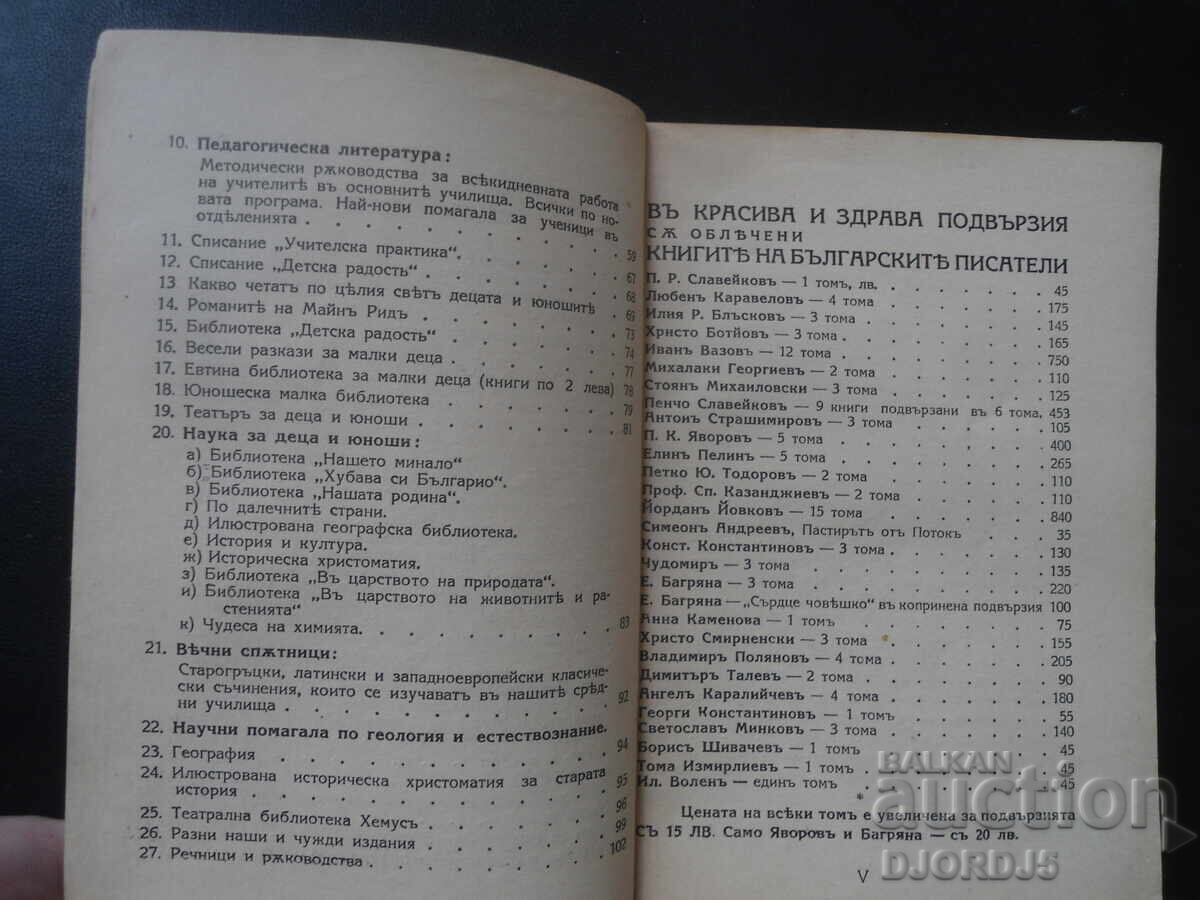 10. Педагогическа литература:
Методически рѫководства за всѣкидневната работа
на учителитѣ въ основнитѣ училища. Всички по но-
вата програма. Най-нови помагала за ученици въ
отдѣленията . . . . . . . . . . 59
11. Списание „Учителска практика“ . . . . . . 67
12. Списание „Детска радость“ . . . . . . . 68
13 Какво четатъ по цѣлия свѣтъ децата и юношитѣ 69
14. Романитѣ на Майнъ Ридъ . . . . . . . 73
15. Библиотека „Детска радость“ . . . . . . 74
16. Весели разкази за малки деца . . . . . . 77
17. Евтина библиотека за малки деца (книги по 2 лева) 78
18. Юношеска малка библиотека . . . . . . 79
19. Театъръ за деца и юноши . . . . . . . 81
20. Наука за деца и юноши:
а) Библиотека „Нашето минало“
б) Библиотека „Хубава си Българио“.
в) Библиотека „Нашата родина“.
г) По далечнитѣ страни.
д) Илюстрована географска библиотека.
е) История и култура.
ж) Историческа христоматия.
з) Библиотека „Въ царството на природата“.
и) Библиотека „Въ царството на животнитѣ и ра-
стенията“
к) Чудеса на химията. . . . . . . . . 83
21. Вѣчни спѫтници:
Старогръцки, латински и западноевропейски класиче-
ски съчинения, които се изучаватъ въ нашитѣ срѣд-
ни училища . . . . . . . . . . 92
22. Научни помагала по геология и естествознание.
23. География . . . . . . . . . . 94
24. Илюстрована историческа христоматия за старата
история . . . . . . . . . . 95
25. Театрална библиотека Хемусъ . . . . . . 96
26. Разни наши и чужди издания . . . . . . 99
27. Речници и рѫководства . . . . . . . 102
ВЪ КРАСИВА И ЗДРАВА ПОДВЪРЗИЯ
СѪ ОБЛѢЧЕНИ
КНИГИТѢ НА БЪЛГАРСКИТѢ ПИСАТЕЛИ
П. Р. Славейковъ — 1 томъ, лв. . . . . . . 45
Любенъ Каравеловъ — 4 тома . . . . . . 175
Илия Р. Блъсковъ — 3 тома . . . . . . 145
Христо Ботйовъ — 3 тома . . . . . . . 165
Иванъ Вазовъ — 12 тома . . . . . . . 750
Михалаки Георгиевъ — 2 тома . . . . . . 110
Стоянъ Михаиловски — 3 тома . . . . . . 125
Пенчо Славейковъ — 9 книги подвързани въ 6 тома, 453
Антонъ Страшимировъ — 3 тома . . . . . . 105
П. К. Яворовъ — 5 тома . . . . . . . 400
Елинъ Пелинъ — 5 тома . . . . . . . 265
Петко Ю. Тодоровъ — 2 тома . . . . . . 110
Проф. Сп. Казанджиевъ — 2 тома . . . . . 110
Йорданъ Йовковъ — 15 тома . . . . . . 840
Симеонъ Андреевъ, Пастирътъ отъ Потокъ . . . 35
Конст. Константиновъ — 3 тома . . . . . . 130
Чудомиръ — 3 тома . . . . . . . . 135
Е. Багряна — 3 тома . . . . . . . . 220
Е. Багряна — „Сърдце човѣшко“ въ копринена подвързия 100
Анна Каменова — 1 томъ . . . . . . . 75
Христо Смирненски — 3 тома . . . . . . 155
Владимиръ Поляновъ — 4 тома . . . . . . 205
Димитъръ Талевъ — 2 тома . . . . . . . 90
Ангелъ Каралийчевъ — 4 тома . . . . . . 180
Георги Константиновъ — 1 томъ . . . . . . 55
Светославъ Минковъ — 3 тома . . . . . . 140
Борисъ Шивачевъ — 1 томъ . . . . . . 45
Тома Измирлиевъ — 1 томъ . . . . . . 45
Ил. Воленъ — единъ томъ . . . . . . . 45
*
Цената на всѣки томъ е увеличена за подвързията
СЪ 15 ЛВ. Само Яворовъ и Багряна — съ 20 лв.
V
BALKAN
auction
DJORDJ5